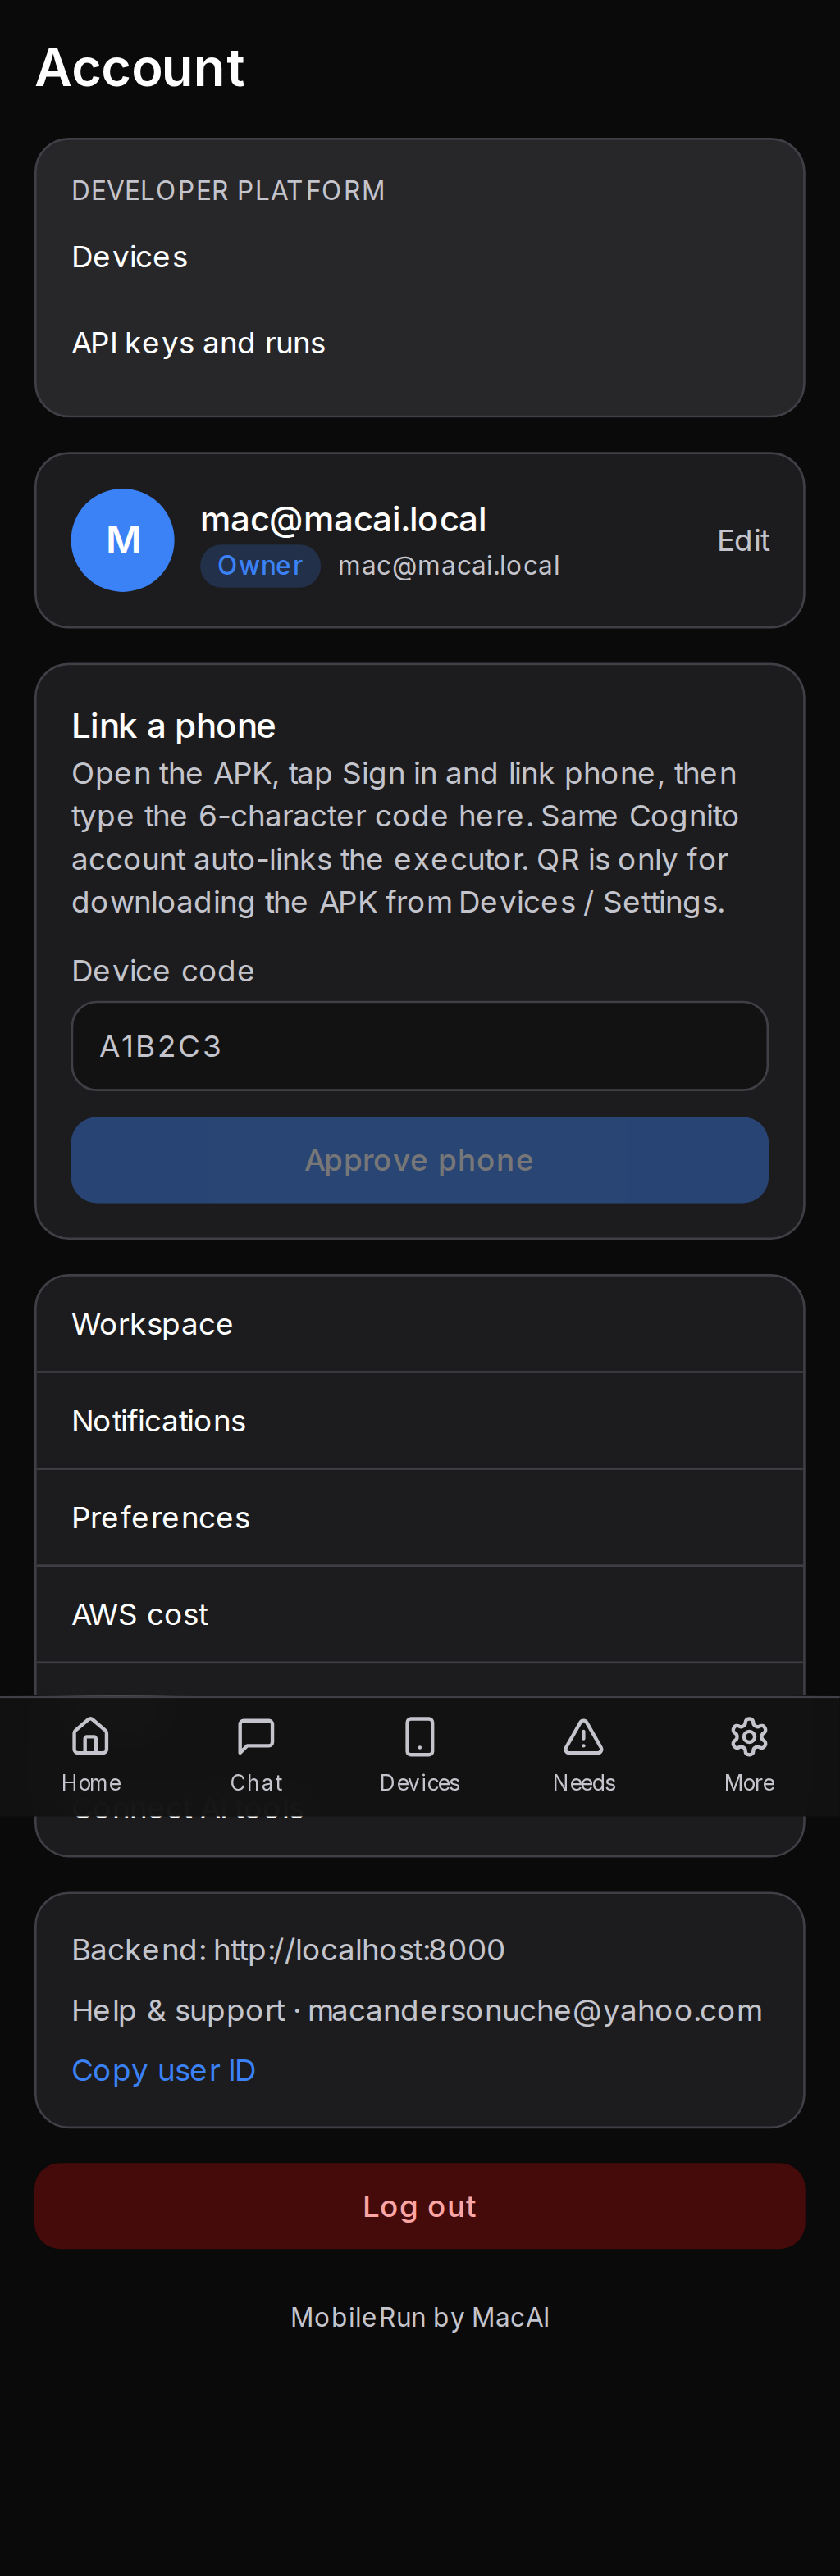 Account
DEVELOPER PLATFORM
Devices
API keys and runs
M
mac@macai.local
Owner mac@macai.local
Edit
Link a phone
Open the APK, tap Sign in and link phone, then
type the 6-character code here. Same Cognito
account auto-links the executor. QR is only for
downloading the APK from Devices / Settings.
Device code
A1B2C3
Approve phone
Workspace
Notifications
Preferences
AWS cost
Home Chat Devices Needs More
Connect AI tools
Backend: http://localhost:8000
Help & support · macandersonuche@yahoo.com
Copy user ID
Log out
MobileRun by MacAI